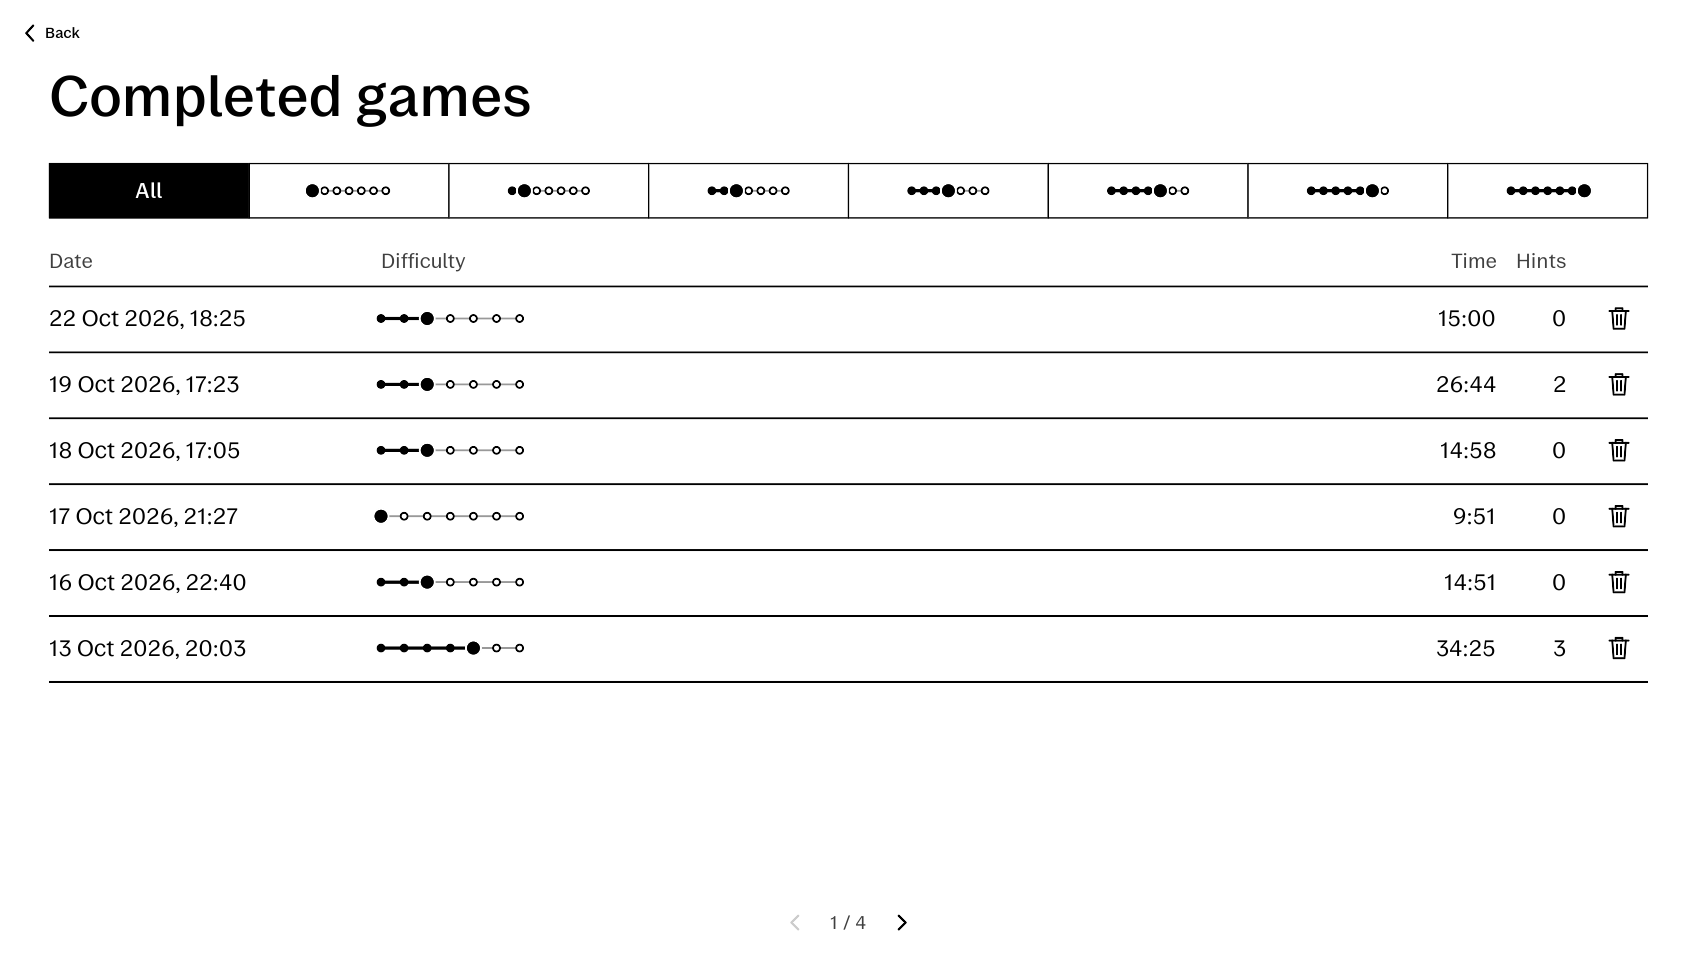 Back
Completed games
All
Date Difficulty Time Hints
22 Oct 2026, 18:25 15:00 0
19 Oct 2026, 17:23 26:44 2
18 Oct 2026, 17:05 14:58 0
17 Oct 2026, 21:27 9:51 0
16 Oct 2026, 22:40 14:51 0
13 Oct 2026, 20:03 34:25 3
1 / 4